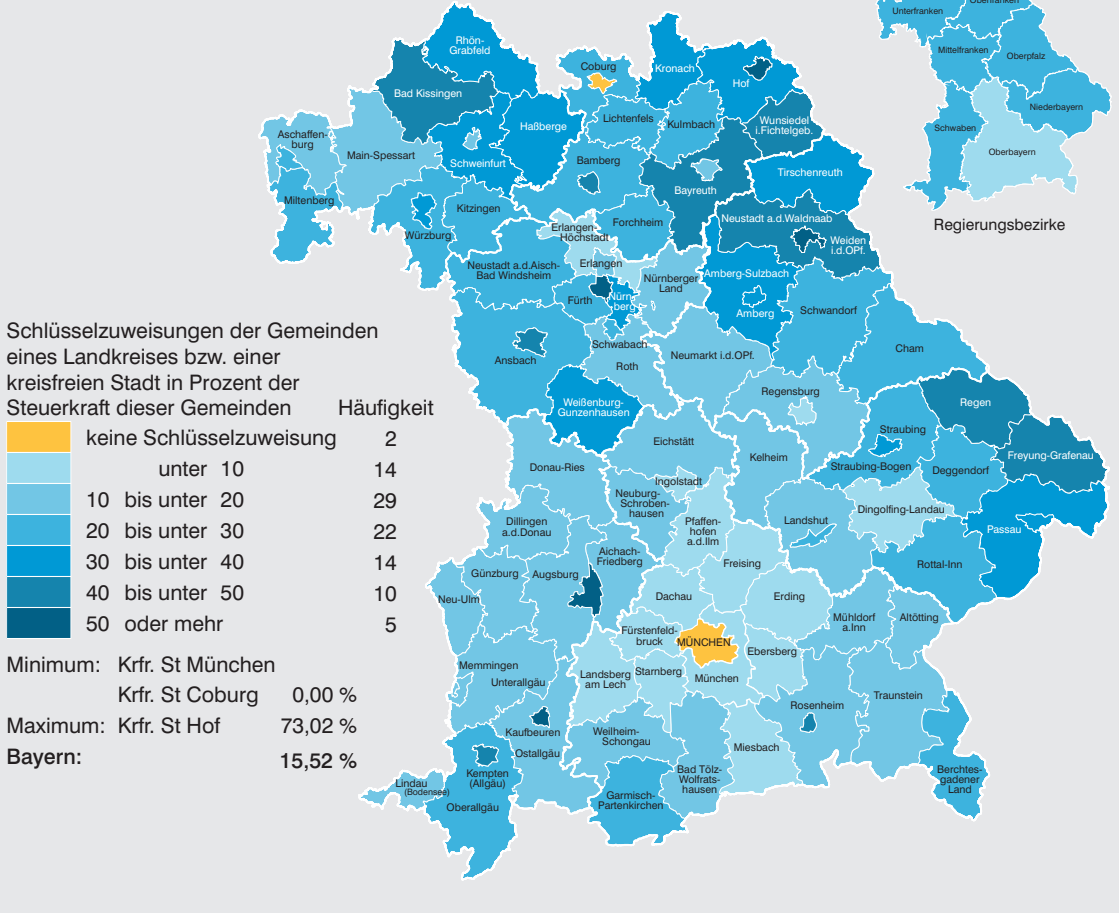 Rhön-
Grabfeld
Coburg
Kronach
Hof
Bad Kissingen
Lichtenfels
Kulmbach
Wunsiedel
i.Fichtelgeb.
Haßberge
Aschaffen-
burg
Main-Spessart
Schweinfurt
Bamberg
Bayreuth
Tirschenreuth
Miltenberg
Kitzingen
Würzburg
Erlangen-
Höchstadt
Forchheim
Neustadt a.d.Waldnaab
Weiden
i.d.OPf.
Neustadt a.d.Aisch-
Bad Windsheim
Erlangen
Nürnberger
Land
Amberg-Sulzbach
Fürth
Nürn-
berg
Amberg
Schwandorf
Ansbach
Schwabach
Roth
Neumarkt i.d.OPf.
Cham
Weißenburg-
Gunzenhausen
Regensburg
Regen
Straubing
Eichstätt
Freyung-Grafenau
Donau-Ries
Kelheim
Straubing-Bogen
Deggendorf
Ingolstadt
Neuburg-
Schroben-
hausen
Dingolfing-Landau
Dillingen
a.d.Donau
Pfaffen-
hofen
a.d.Ilm
Landshut
Passau
Aichach-
Friedberg
Freising
Rottal-Inn
Günzburg
Augsburg
Neu-Ulm
Dachau
Erding
Mühldorf
a.Inn
Altötting
Fürstenfeld-
bruck
MÜNCHEN
Ebersberg
Memmingen
Unterallgäu
Landsberg
am Lech
Starnberg
München
Traunstein
Rosenheim
Kaufbeuren
Weilheim-
Schongau
Ostallgäu
Miesbach
Kempten
(Allgäu)
Bad Tölz-
Wolfrats-
hausen
Berchtes-
gadener
Land
Lindau
(Bodensee)
Oberallgäu
Garmisch-
Partenkirchen
Unterfranken
Oberfranken
Mittelfranken
Oberpfalz
Niederbayern
Schwaben
Oberbayern
Regierungsbezirke
Schlüsselzuweisungen der Gemeinden
eines Landkreises bzw. einer
kreisfreien Stadt in Prozent der
Steuerkraft dieser Gemeinden Häufigkeit
keine Schlüsselzuweisung 2
unter 10 14
10 bis unter 20 29
20 bis unter 30 22
30 bis unter 40 14
40 bis unter 50 10
50 oder mehr 5
Minimum: Krfr. St München
Krfr. St Coburg 0,00 %
Maximum: Krfr. St Hof 73,02 %
Bayern: 15,52 %